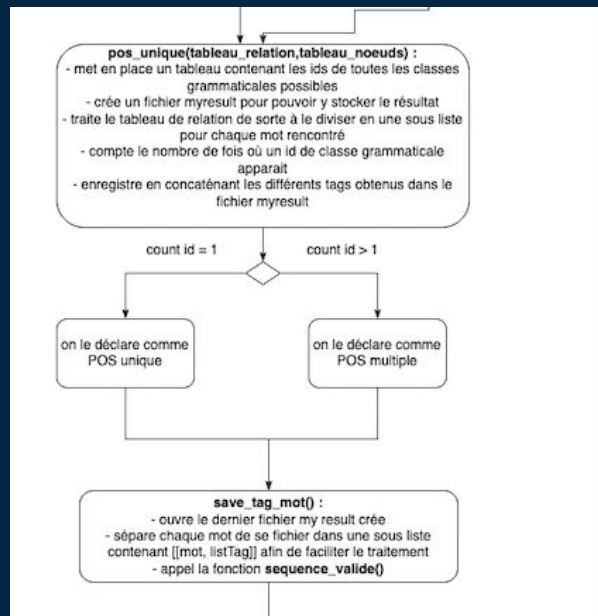 pos_unique(tableau_relation,tableau_noeuds) :
- met en place un tableau contenant les ids de toutes les classes
grammaticales possibles
- crée un fichier myresult pour pouvoir y stocker le résultat
- traite le tableau de relation de sorte à le diviser en une sous liste
pour chaque mot rencontré
- compte le nombre de fois où un id de classe grammaticale
apparait
- enregistre en concaténant les différents tags obtenus dans le
fichier myresult
count id = 1
count id > 1
on le déclare comme
POS unique
on le déclare comme
POS multiple
save_tag_mot() :
- ouvre le dernier fichier my result crée
- sépare chaque mot de se fichier dans une sous liste
contenant [[mot, listTag]] afin de faciliter le traitement
- appel la fonction sequence_valide()